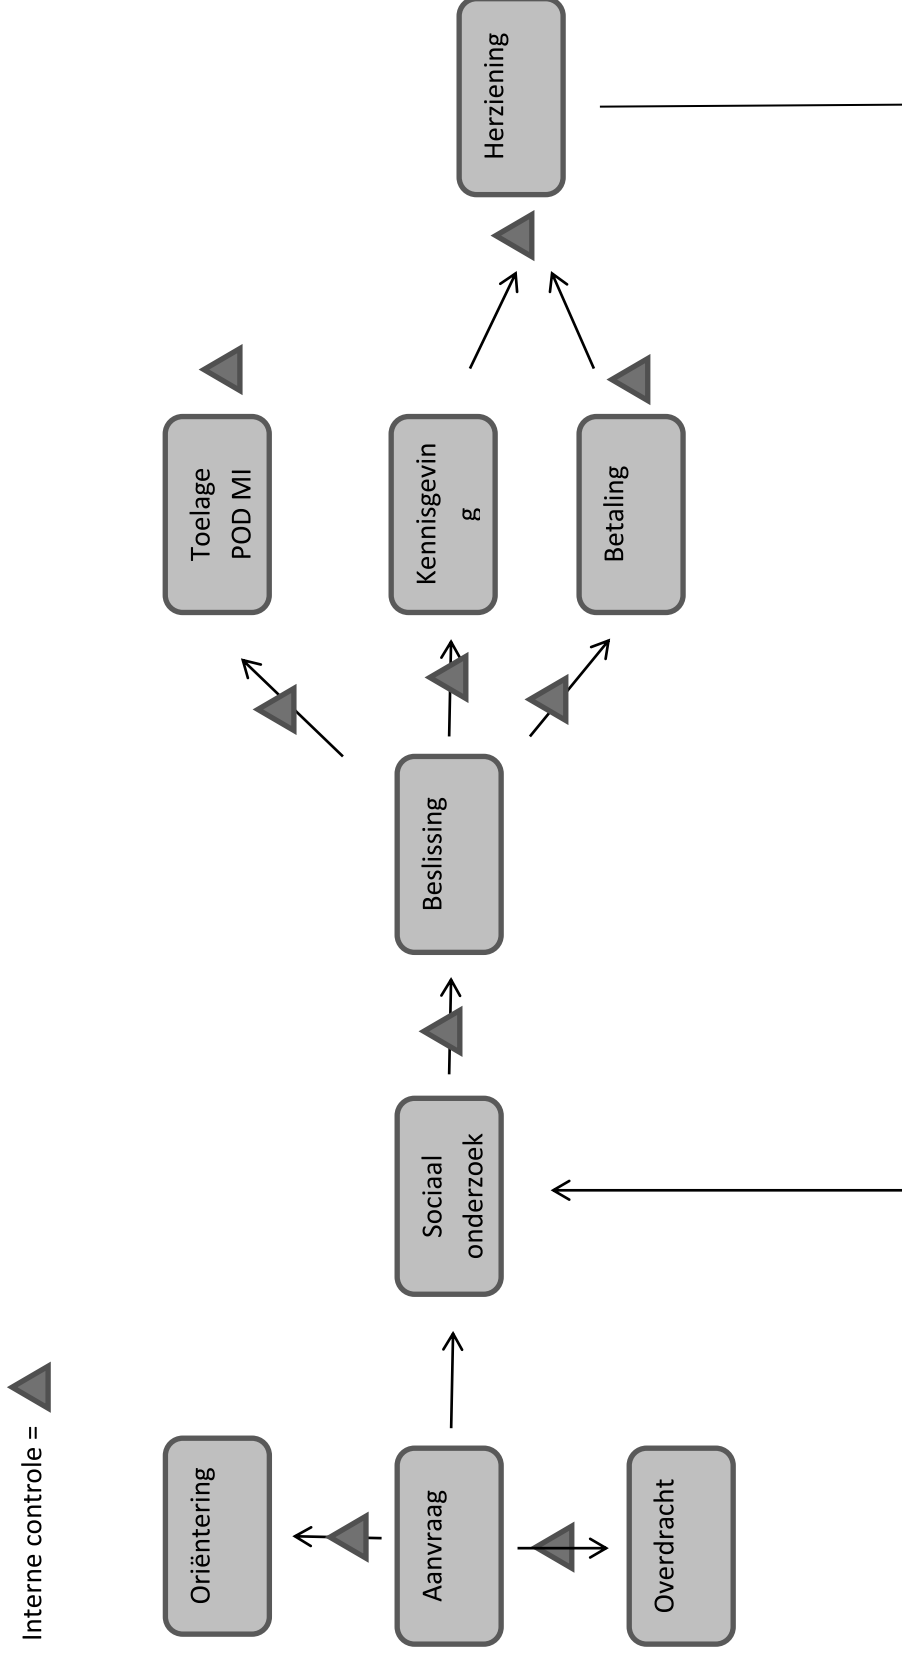 Interne controle =
Oriëntering
Aanvraag
Overdracht
Sociaal
onderzoek
Beslissing
Toelage
POD MI
Kennisgevin
g
Betaling
Herziening